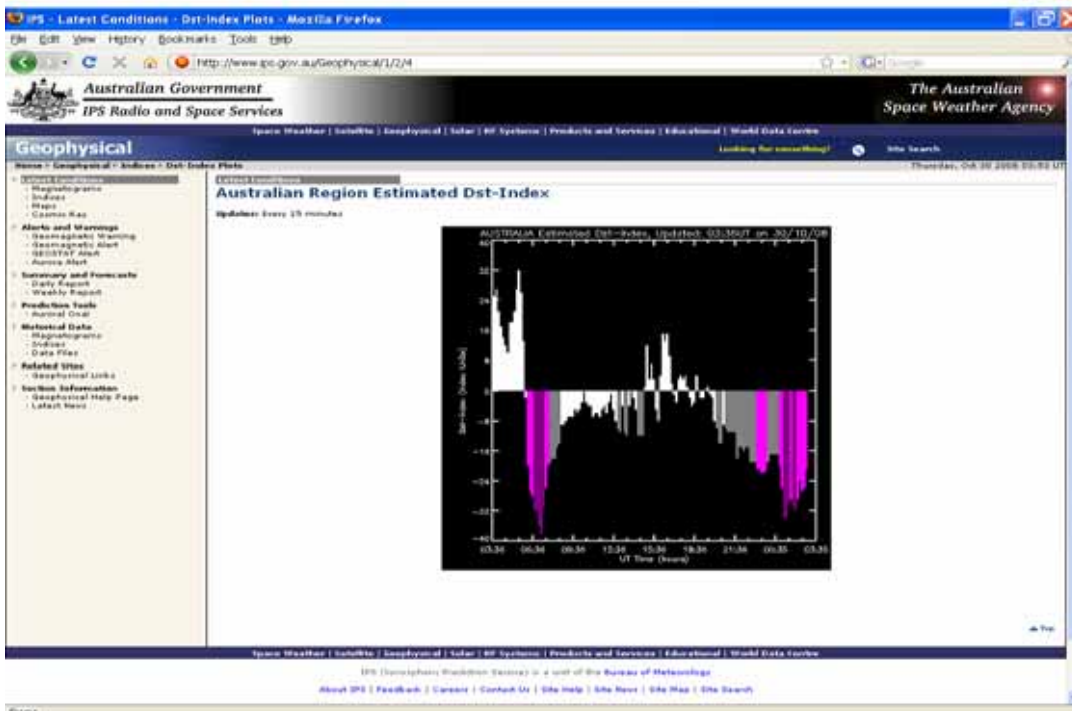 IPS - Latest Conditions - Dst-Index Plots - Mozilla Firefox
File Edit View History Bookmarks Tools Help
http://www.ips.gov.au/Geophysical/1/2/4
Google
Australian Government
IPS Radio and Space Services
The Australian
Space Weather Agency
Space Weather | Satellite | Geophysical | Solar | HF Systems | Products and Services | Educational | World Data Centre
Geophysical
Looking for something?
Site Search
Home > Geophysical > Indices > Dst-Index Plots
Latest Conditions
- Magnetograms
- Indices
- Maps
- Cosmic Ray
Alerts and Warnings
- Geomagnetic Warning
- Geomagnetic Alert
- GEOSTAT Alert
- Aurora Alert
Summary and Forecasts
- Daily Report
- Weekly Report
Prediction Tools
- Auroral Oval
Historical Data
- Magnetograms
- Indices
- Data Files
Related Sites
- Geophysical Links
Section Information
- Geophysical Help Page
- Latest News
Latest Conditions
Australian Region Estimated Dst-Index
Updates: Every 15 minutes
AUSTRALIA Estimated Dst-Index, Updated: 03:35UT on 30/10/08
40
32
24
16
8
0
-8
-16
-24
-32
-40
Dst-Index (Index Units)
03:36 06:36 09:36 12:36 15:36 18:36 21:36 00:35 03:35
UT Time (hours)
Top
Space Weather | Satellite | Geophysical | Solar | HF Systems | Products and Services | Educational | World Data Centre
IPS (Ionospheric Prediction Service) is a unit of the Bureau of Meteorology
About IPS | Feedback | Careers | Contact Us | Site Help | Site News | Site Map | Site Search